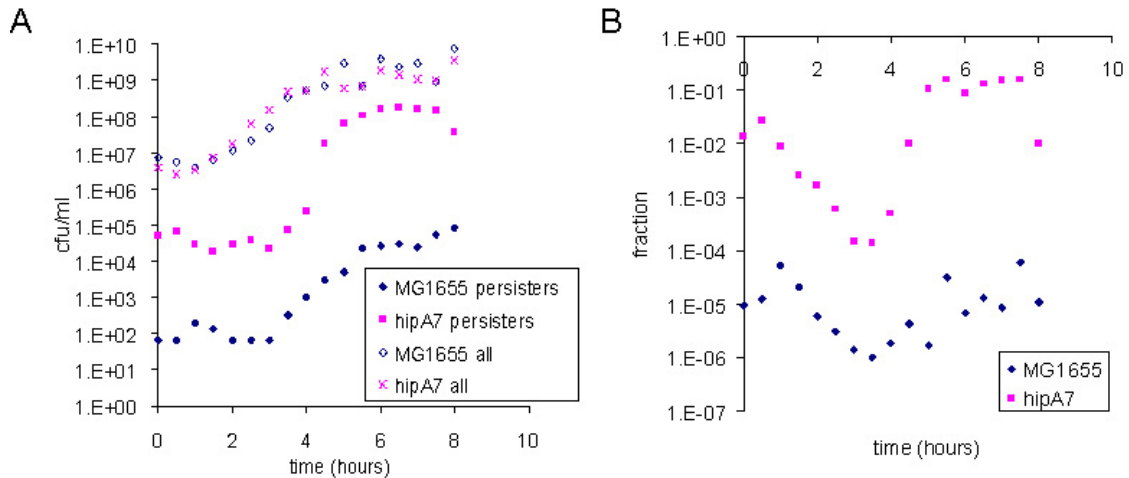 A
1.E+10
1.E+09
1.E+08
1.E+07
1.E+06
1.E+05
1.E+04
1.E+03
1.E+02
1.E+01
1.E+00
cfu/ml
0
2
4
6
8
10
time (hours)
MG1655 persisters
hipA7 persisters
MG1655 all
hipA7 all
B
1.E+00
1.E-01
1.E-02
1.E-03
1.E-04
1.E-05
1.E-06
1.E-07
fraction
0
2
4
6
8
10
time (hours)
MG1655
hipA7